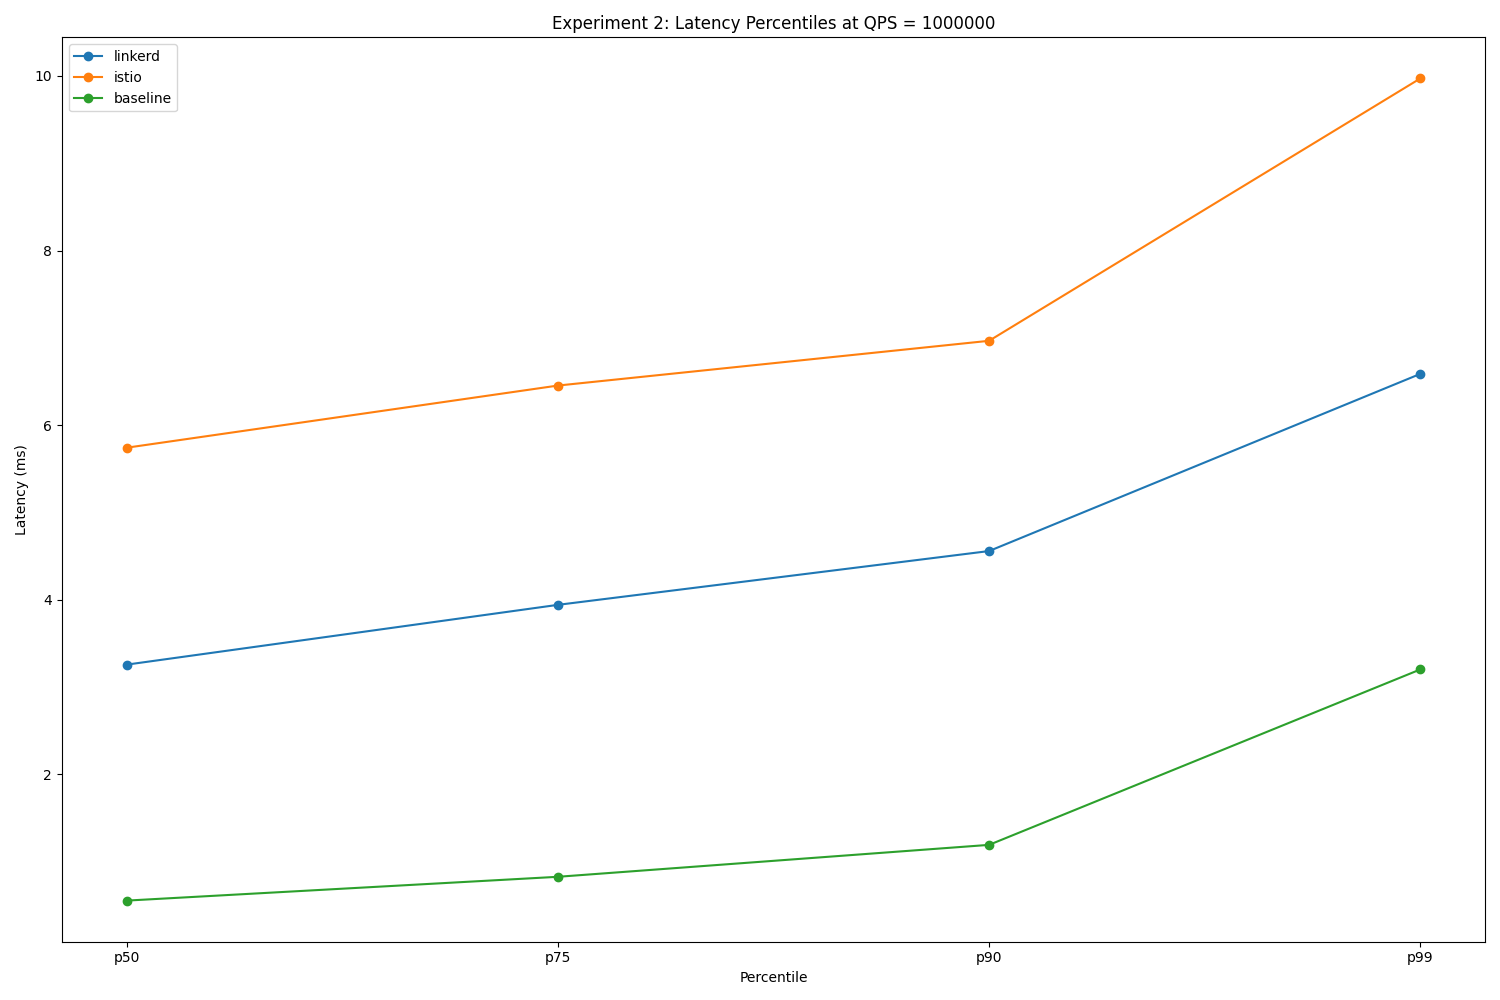 Experiment 2: Latency Percentiles at QPS = 1000000
linkerd
istio
baseline
10
8
6
4
2
Latency (ms)
p50 p75 p90 p99
Percentile